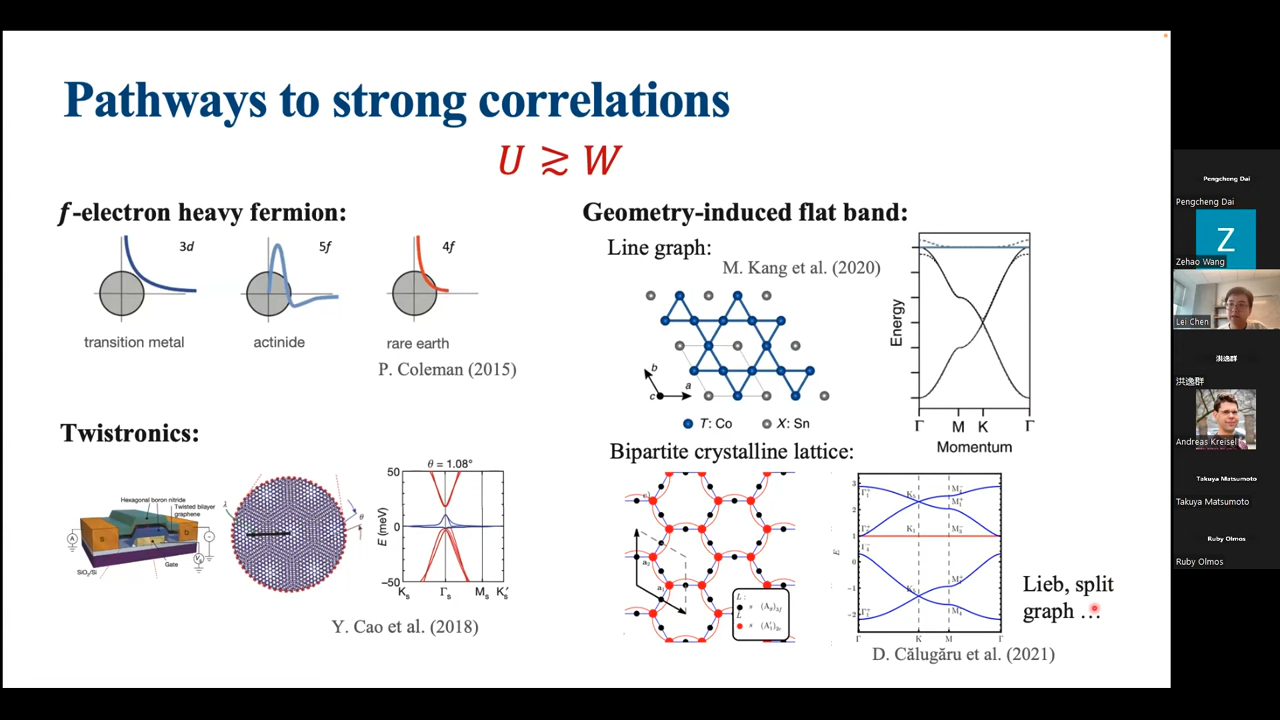 Pathways to strong correlations
U ≳ W
f-electron heavy fermion:
3d
5f
4f
transition metal
actinide
rare earth
P. Coleman (2015)
Twistronics:
Hexagonal boron nitride
Twisted bilayer
graphene
Gate
SiO₂/Si
θ = 1.08°
E (meV)
50
0
−50
Kₛ
Γₛ
Mₛ
Kₛ′
Y. Cao et al. (2018)
Geometry-induced flat band:
Line graph:
M. Kang et al. (2020)
b
a
c
T: Co
X: Sn
Energy
Γ
M
K
Γ
Momentum
Bipartite crystalline lattice:
Lieb, split
graph …
D. Călugăru et al. (2021)
Pengcheng Dai
Pengcheng Dai
Z
Zehao Wang
Lei Chen
洪逸群
洪逸群
Andreas Kreisel
Takuya Matsumoto
Takuya Matsumoto
Ruby Olmos
Ruby Olmos